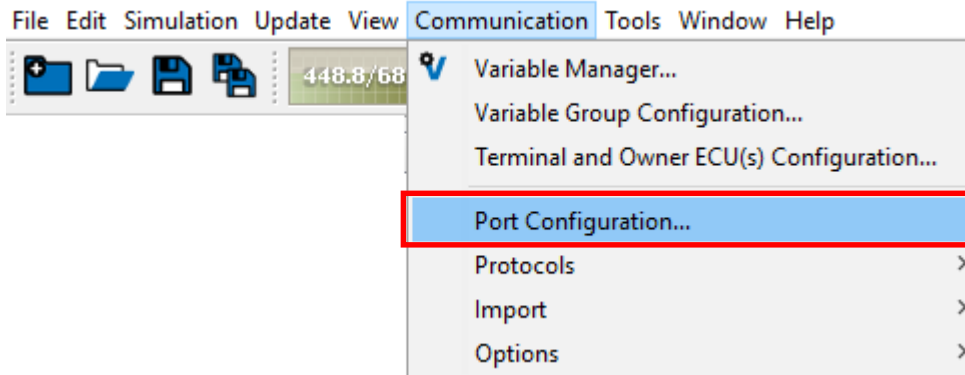 File Edit Simulation Update View Communication Tools Window Help
448.8/68
Variable Manager...
Variable Group Configuration...
Terminal and Owner ECU(s) Configuration...
Port Configuration...
Protocols
Import
Options